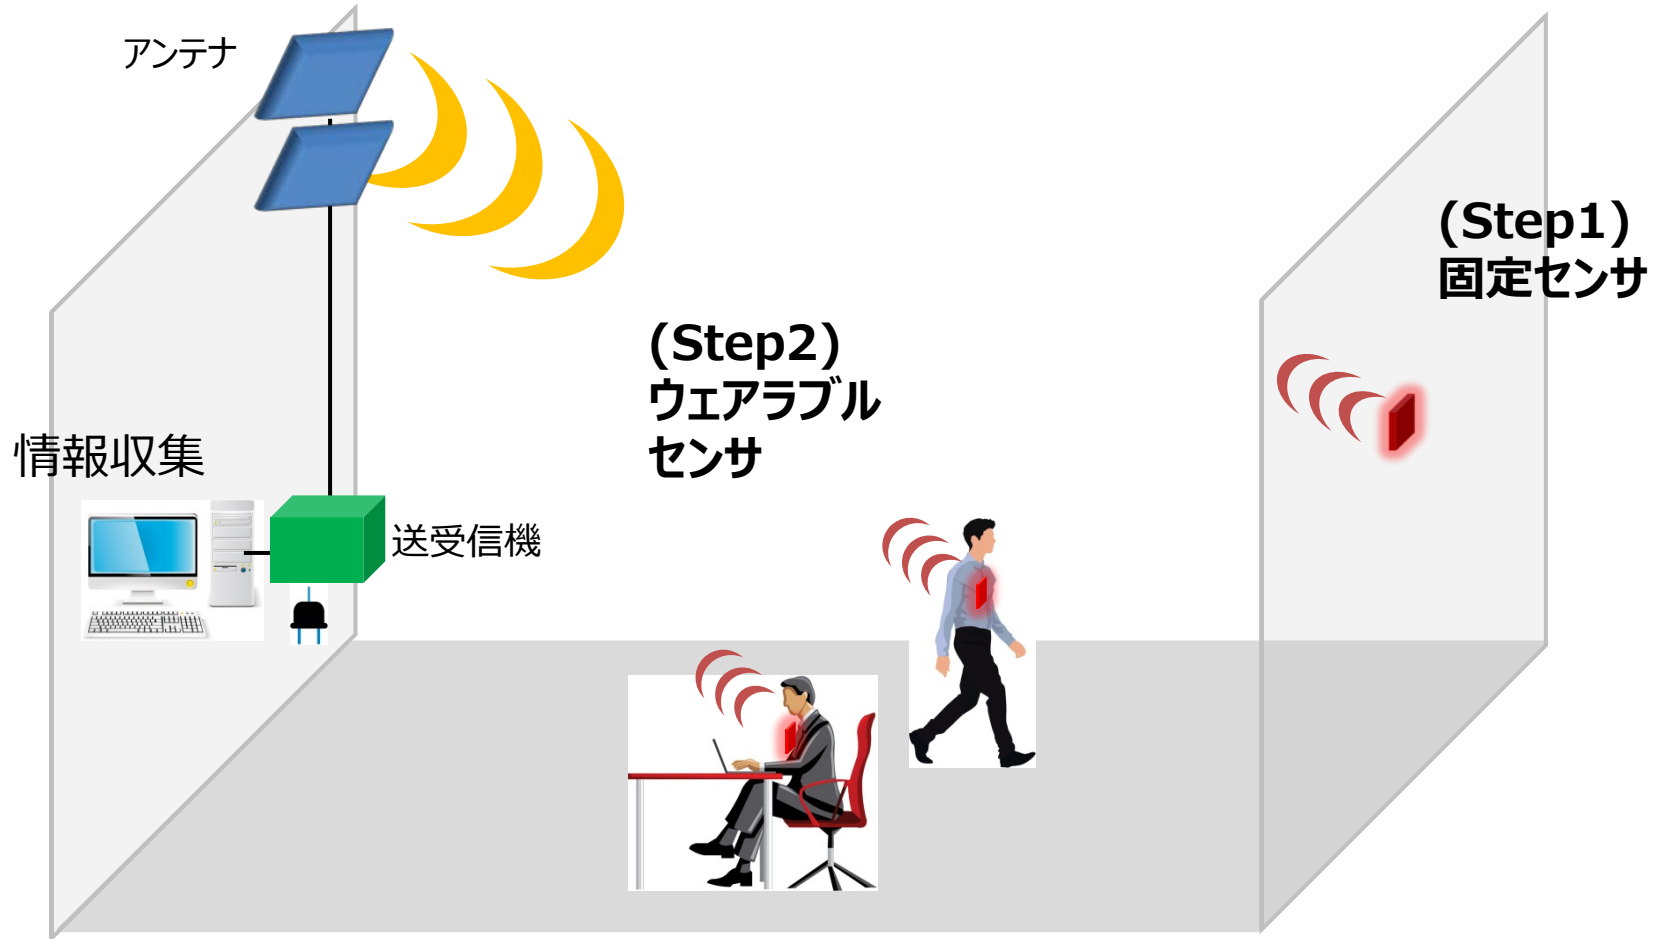 アンテナ
(Step1)
固定センサ
(Step2)
ウェアラブル
センサ
情報収集
送受信機